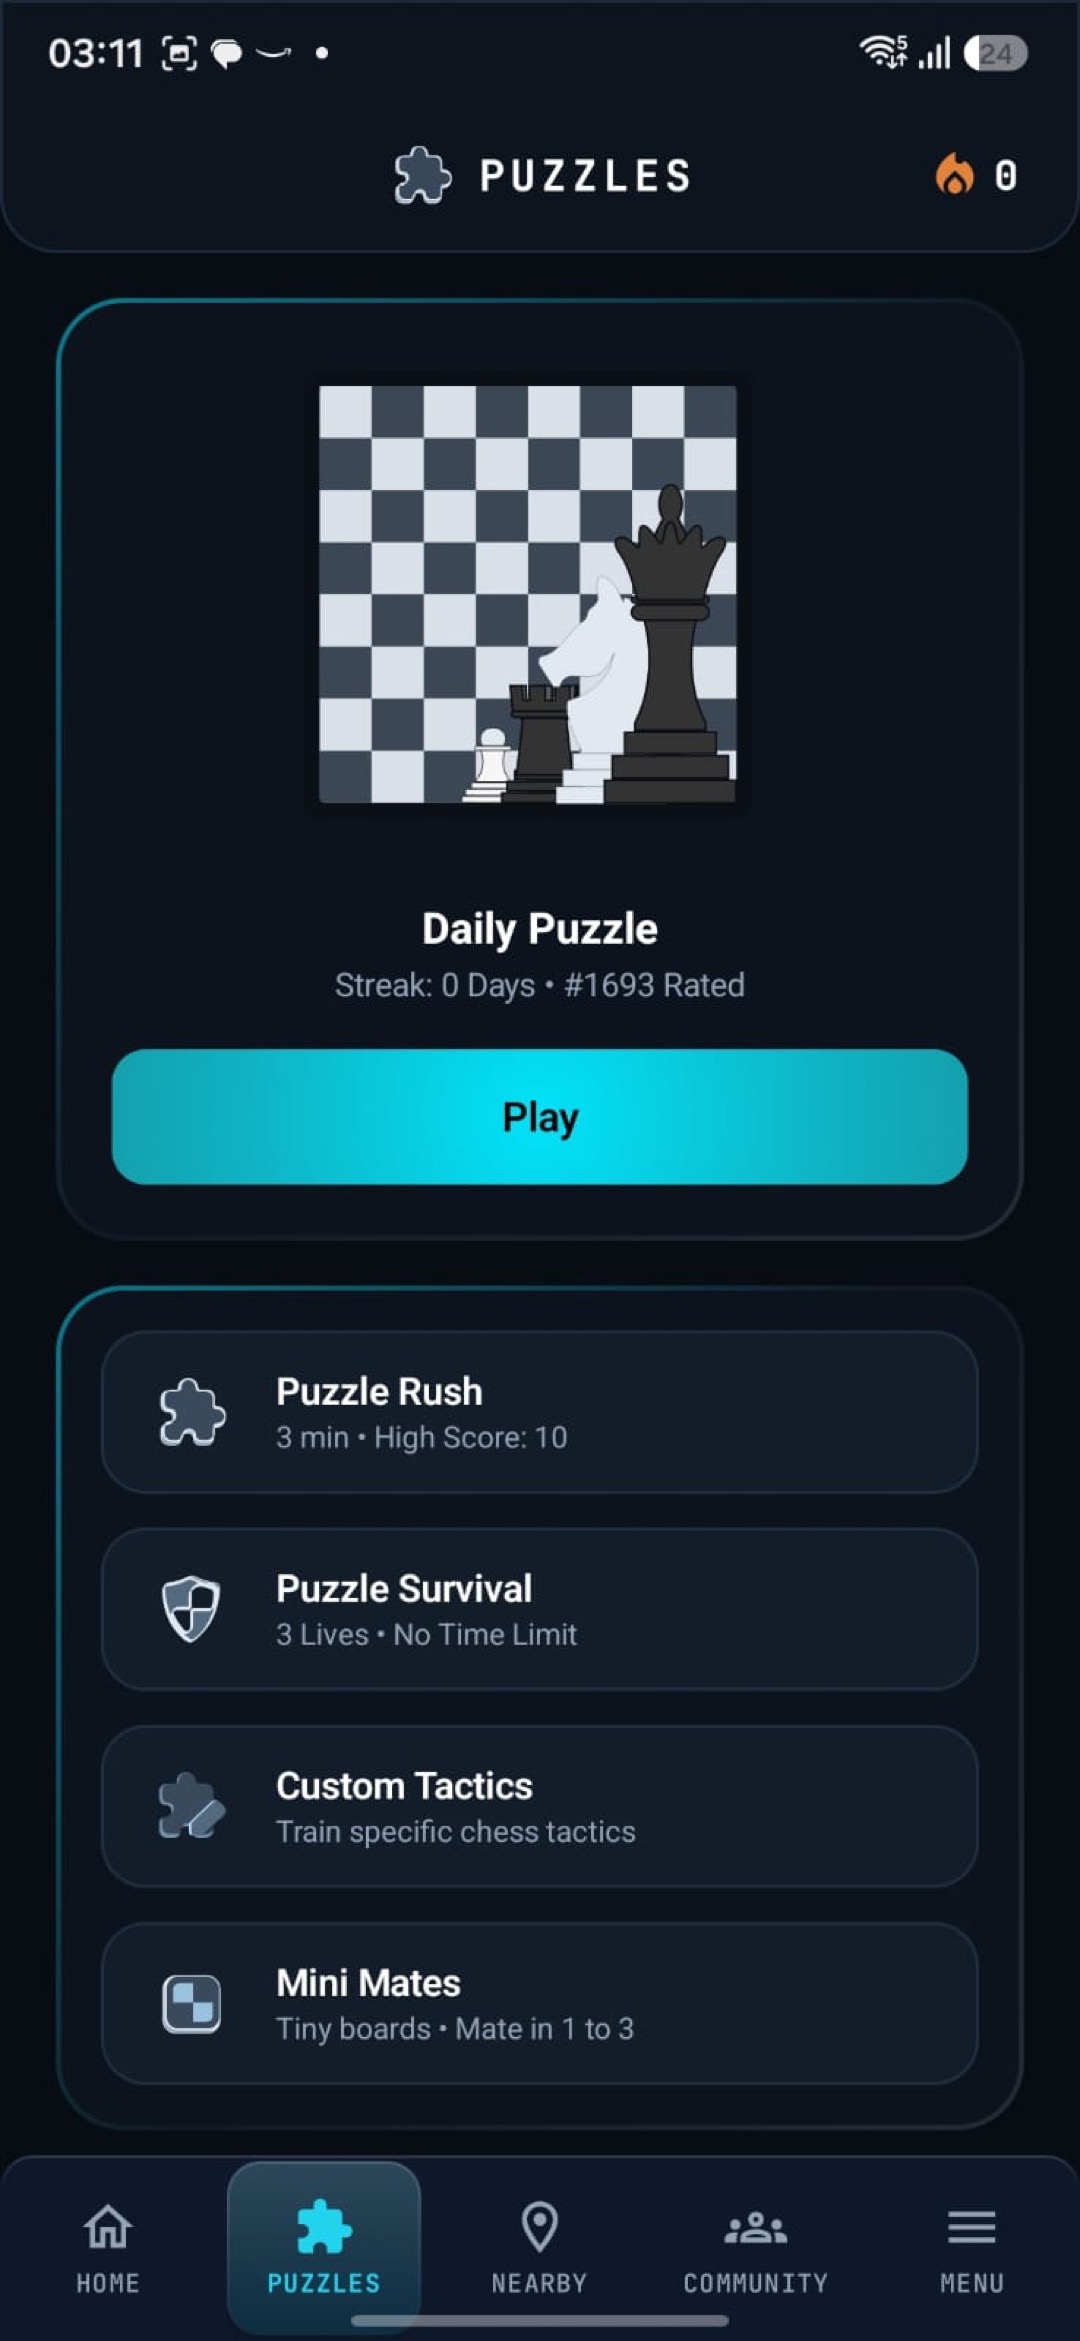 03:11
5
24
PUZZLES
0
Daily Puzzle
Streak: 0 Days • #1693 Rated
Play
Puzzle Rush
3 min • High Score: 10
Puzzle Survival
3 Lives • No Time Limit
Custom Tactics
Train specific chess tactics
Mini Mates
Tiny boards • Mate in 1 to 3
HOME
PUZZLES
NEARBY
COMMUNITY
MENU